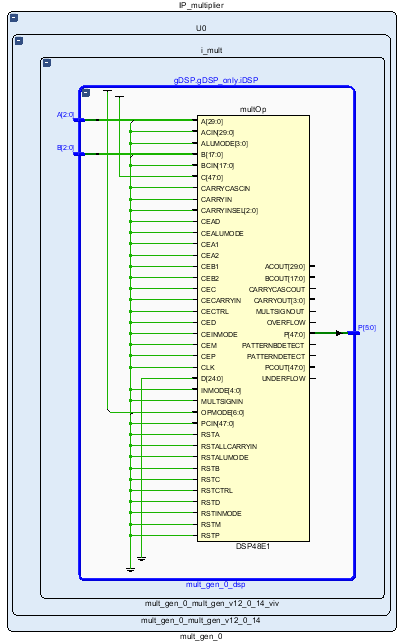 IP_multiplier
U0
i_mult
gDSP.gDSP_only.iDSP
multOp
A[2:0]
B[2:0]
A[29:0]
ACIN[29:0]
ALUMODE[3:0]
B[17:0]
BCIN[17:0]
C[47:0]
CARRYCASCIN
CARRYIN
CARRYINSEL[2:0]
CEAD
CEALUMODE
CEA1
CEA2
CEB1
CEB2
CEC
CECARRYIN
CECTRL
CED
CEINMODE
CEM
CEP
CLK
D[24:0]
INMODE[4:0]
MULTSIGNIN
OPMODE[6:0]
PCIN[47:0]
RSTA
RSTALLCARRYIN
RSTALUMODE
RSTB
RSTC
RSTCTRL
RSTD
RSTINMODE
RSTM
RSTP
ACOUT[29:0]
BCOUT[17:0]
CARRYCASCOUT
CARRYOUT[3:0]
MULTSIGNOUT
OVERFLOW
P[47:0]
PATTERNBDETECT
PATTERNDETECT
PCOUT[47:0]
UNDERFLOW
P[5:0]
DSP48E1
mult_gen_0_dsp
mult_gen_0_mult_gen_v12_0_14_viv
mult_gen_0_mult_gen_v12_0_14
mult_gen_0